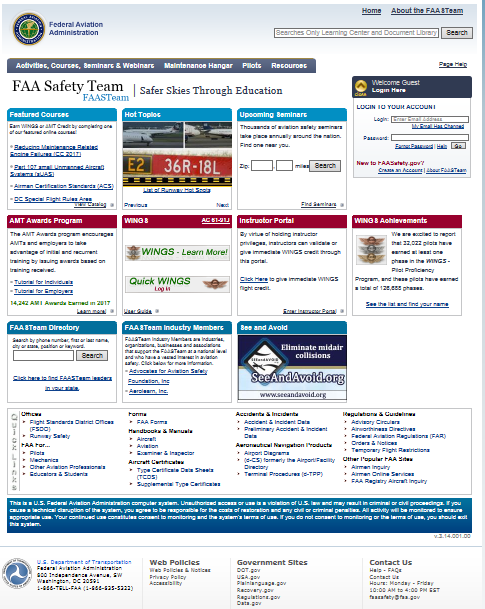 Home About the FAASTeam
Federal Aviation
Administration
Searches Only Learning Center and Document Library Search
Activities, Courses, Seminars & Webinars Maintenance Hangar Pilots Resources
Page Help
FAA Safety Team
FAASTeam
Safer Skies Through Education
Welcome Guest
Login Here
LOGIN TO YOUR ACCOUNT
Login: Enter Email Address
My Email Has Changed
Password:
Forgot Password | Help Go
New to FAASafety.gov?
Create an Account | About FAASTeam
Featured Courses
Earn WINGS or AMT Credit by completing one
of our featured online courses!
Reducing Maintenance Related
Engine Failures (CC 2017)
Part 107 small Unmanned Aircraft
Systems (sUAS)
Airman Certification Standards (ACS)
DC Special Flight Rules Area
View Catalog
Hot Topics
E2 36R-18L
List of Runway Hot Spots
Previous Next
Upcoming Seminars
Thousands of aviation safety seminars
take place annually around the nation.
Find one near you.
Zip: - miles Search
Find Seminars
AMT Awards Program
The AMT Awards program encourages
AMTs and employers to take
advantage of initial and recurrent
training by issuing awards based on
training received.
Tutorial for Individuals
Tutorial for Employers
14,242 AMT Awards Earned in 2017
Learn more!
WINGS AC 61-91J
WINGS - Learn More!
Quick WINGS
Log In
User Guide
Instructor Portal
By virtue of holding instructor
privileges, instructors can validate or
give immediate WINGS credit through
this portal.
Click Here to give immediate WINGS
flight credit.
Enter Instructor Portal
WINGS Achievements
We are excited to report
that 32,022 pilots have
earned at least one
phase in the WINGS -
Pilot Proficiency
Program, and these pilots have earned
a total of 126,655 phases.
See the list and find your name
FAASTeam Directory
Search by phone number, first or last name,
city or state, position or keyword.
Search
Click here to find FAASTeam leaders
in your state.
FAASTeam Industry Members
FAASTeam Industry Members are industries,
organizations, businesses and associations
that support the FAASTeam at a national level
and who have a vested interest in aviation
safety. Click below for more information.
Advocates for Aviation Safety
Foundation, Inc
Avemco, Inc.
See and Avoid
Eliminate midair
collisions
SeeAndAvoid.org
www.seeandavoid.org
QUICK LINKS
Offices
Flight Standards District Offices
(FSDO)
Runway Safety
FAA For...
Pilots
Mechanics
Other Aviation Professionals
Educators & Students
Forms
FAA Forms
Handbooks & Manuals
Aircraft
Aviation
Examiner & Inspector
Aircraft Certificates
Type Certificate Data Sheets
(TCDS)
Supplemental Type Certificates
Accidents & Incidents
Accident & Incident Data
Preliminary Accident & Incident
Data
Aeronautical Navigation Products
Airport Diagrams
(d-CS) formerly the Airport/Facility
Directory
Terminal Procedures (d-TPP)
Regulations & Guidelines
Advisory Circulars
Airworthiness Directives
Federal Aviation Regulations (FAR)
Orders & Notices
Temporary Flight Restrictions
Other Popular FAA Sites
Airmen Inquiry
Airmen Online Services
FAA Registry Aircraft Inquiry
This is a U.S. Federal Aviation Administration computer system. Unauthorized access or use is a violation of U.S. law and may result in criminal or civil proceedings. If you
cause a technical disruption of the system, you agree to be responsible for the costs of restoration and any civil or criminal penalties. All activity will be monitored to ensure
appropriate use. Your continued use constitutes consent to monitoring and the system's terms of use. If you do not consent to monitoring or the terms of use, you should exit
this system.
v.3.14.001.00
U.S. Department of Transportation
Federal Aviation Administration
800 Independence Avenue, SW
Washington, DC 20591
1-866-TELL-FAA (1-866-835-5322)
Web Policies
Web Policies & Notices
Privacy Policy
Accessibility
Government Sites
DOT.gov
USA.gov
Plainlanguage.gov
Recovery.gov
Regulations.gov
Data.gov
Contact Us
Help - FAQs
Contact Us
Hours: Monday - Friday
10:00 AM to 4:00 PM EST
faasafety@faa.gov